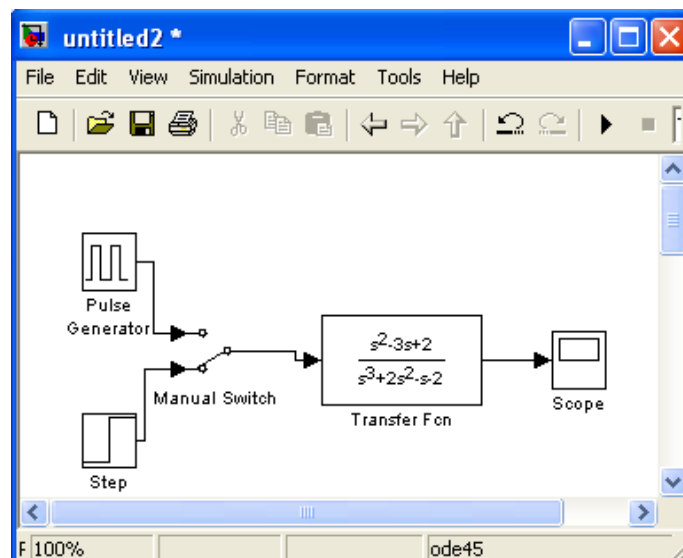 untitled2 *
File Edit View Simulation Format Tools Help
Pulse
Generator
Manual Switch
s2-3s+2
s3+2s2-s-2
Transfer Fcn
Scope
Step
F 100% ode45